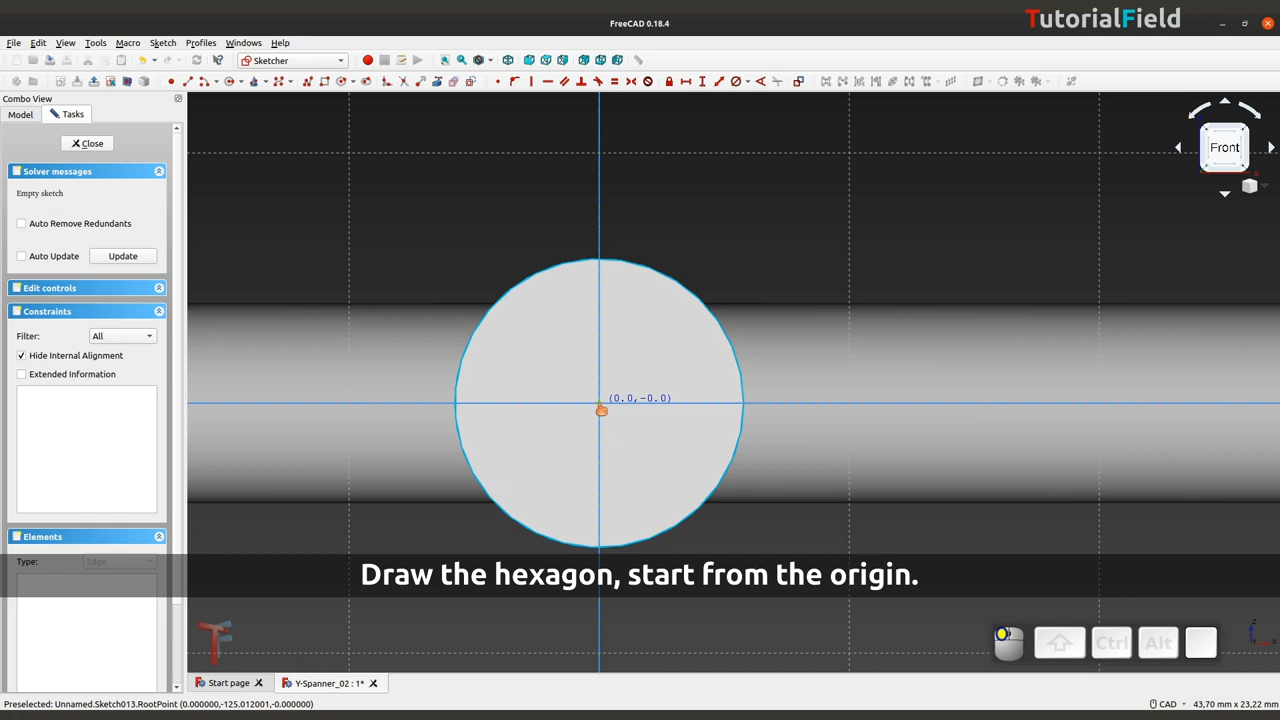 FreeCAD 0.18.4
TutorialField
File Edit View Tools Macro Sketch Profiles Windows Help
Sketcher
Combo View
Model Tasks
Close
Solver messages
Empty sketch
Auto Remove Redundants
Auto Update Update
Edit controls
Constraints
Filter: All
Hide Internal Alignment
Extended Information
Elements
Type: Edge
Front
(0.0,-0.0)
Draw the hexagon, start from the origin.
Ctrl Alt
Start page Y-Spanner_02 : 1*
Preselected: Unnamed.Sketch013.RootPoint (0.000000,-125.012001,-0.000000)
CAD 43,70 mm x 23,22 mm